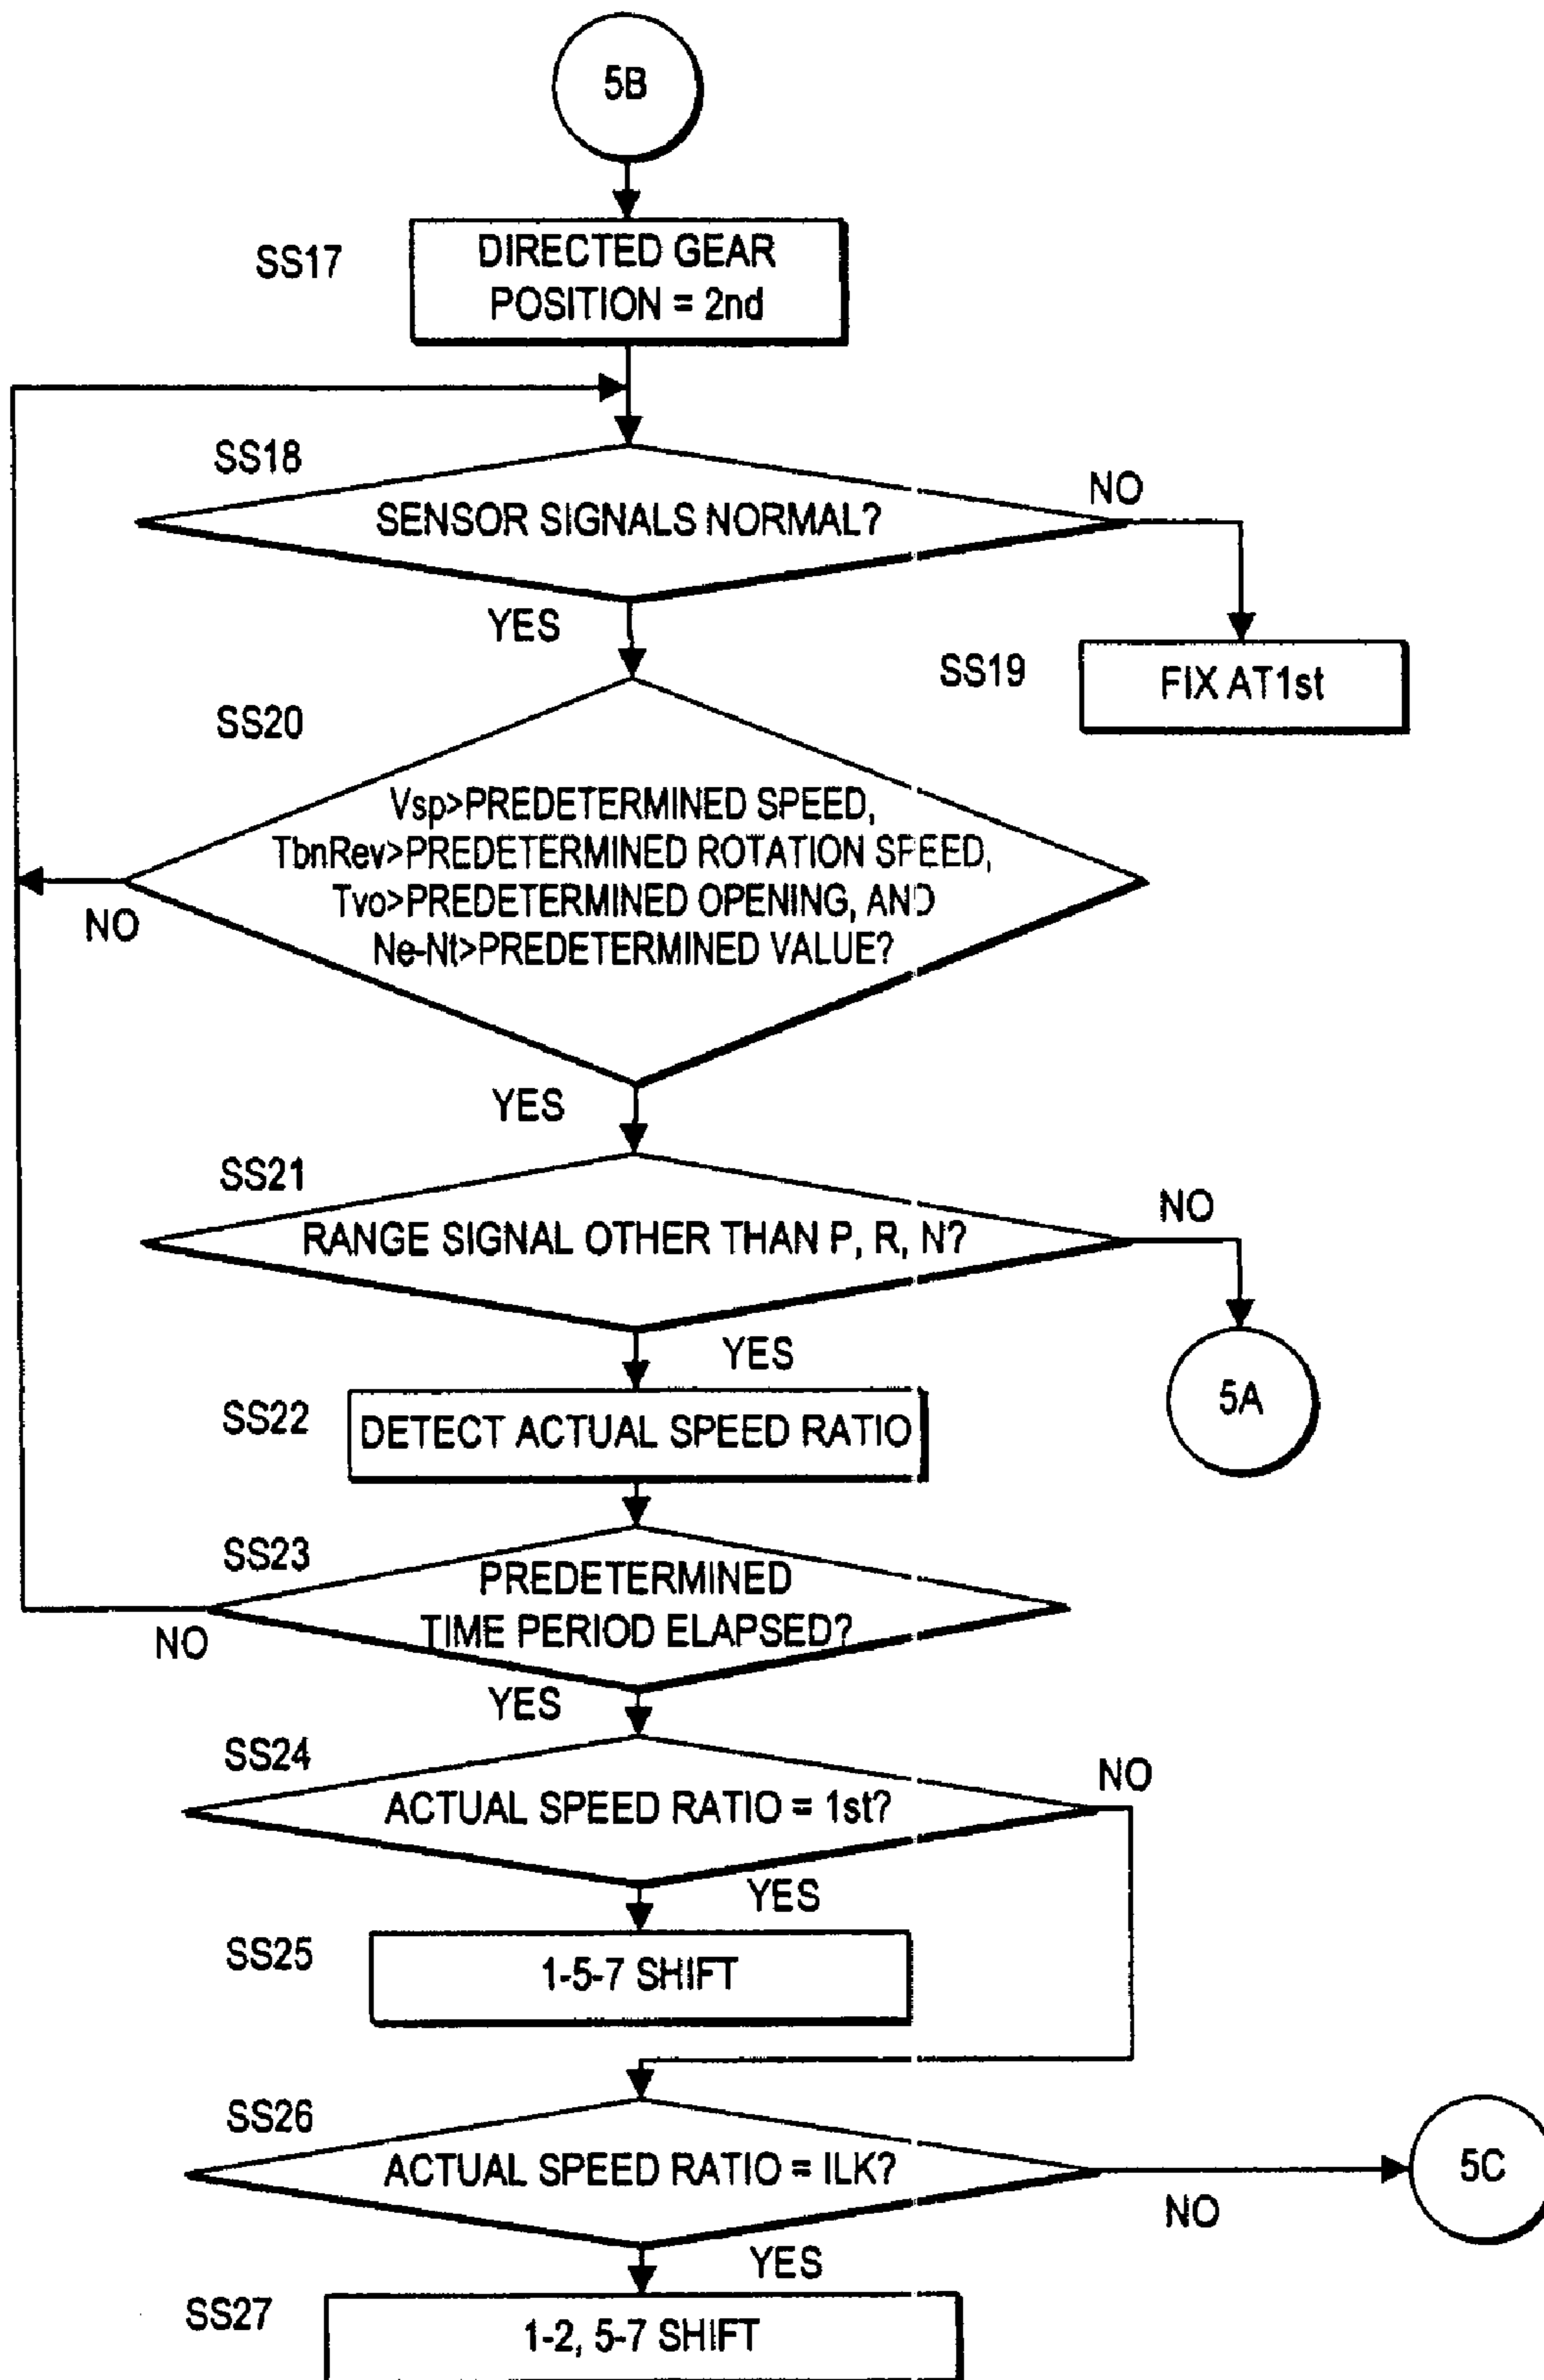 5B
SS17
DIRECTED GEAR
POSITION = 2nd
SS18
SENSOR SIGNALS NORMAL?
NO
YES
SS19
FIX AT1st
SS20
Vsp>PREDETERMINED SPEED,
TbnRev>PREDETERMINED ROTATION SPEED,
Tvo>PREDETERMINED OPENING, AND
Ne-Nt>PREDETERMINED VALUE?
NO
YES
SS21
RANGE SIGNAL OTHER THAN P, R, N?
NO
YES
5A
SS22
DETECT ACTUAL SPEED RATIO
SS23
PREDETERMINED
TIME PERIOD ELAPSED?
NO
YES
SS24
ACTUAL SPEED RATIO = 1st?
NO
YES
SS25
1-5-7 SHIFT
SS26
ACTUAL SPEED RATIO = ILK?
5C
NO
YES
SS27
1-2, 5-7 SHIFT